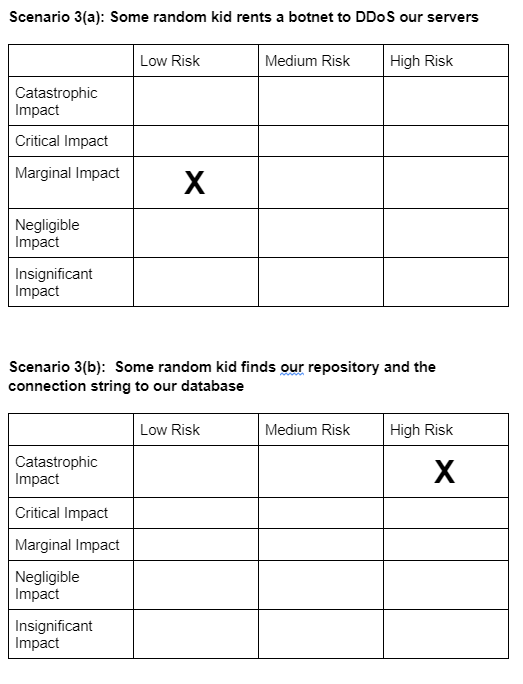 Scenario 3(a): Some random kid rents a botnet to DDoS our servers
Low Risk Medium Risk High Risk
Catastrophic
Impact
Critical Impact
Marginal Impact X
Negligible
Impact
Insignificant
Impact
Scenario 3(b): Some random kid finds our repository and the
connection string to our database
Low Risk Medium Risk High Risk
Catastrophic
Impact X
Critical Impact
Marginal Impact
Negligible
Impact
Insignificant
Impact